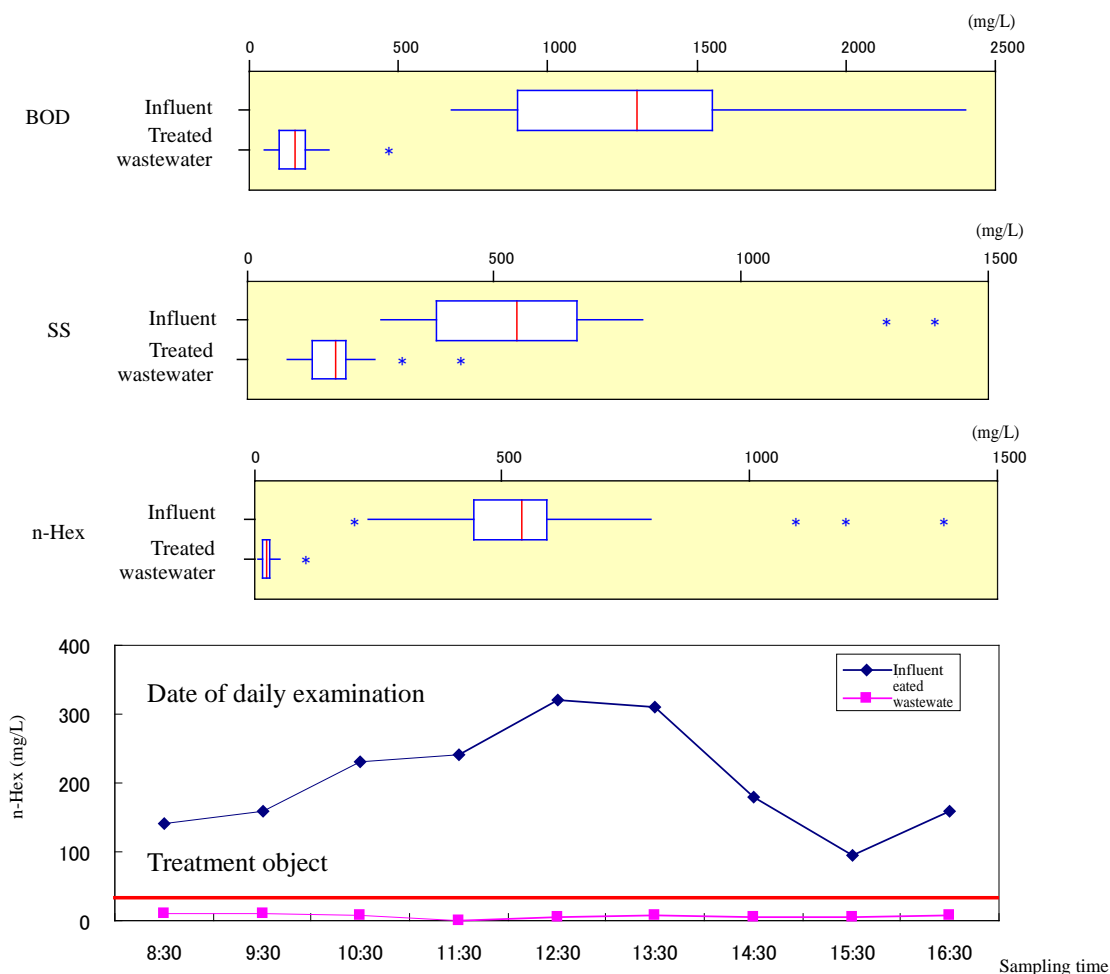 (mg/L)
0 500 1000 1500 2000 2500
BOD
Influent
Treated
wastewater
*
(mg/L)
0 500 1000 1500
SS
Influent
* *
Treated
wastewater
* *
(mg/L)
0 500 1000 1500
n-Hex
Influent
* * * *
Treated
wastewater
*
400
300
200
100
0
n-Hex (mg/L)
Date of daily examination
Influent
eated
wastewate
Treatment object
8:30 9:30 10:30 11:30 12:30 13:30 14:30 15:30 16:30
Sampling time